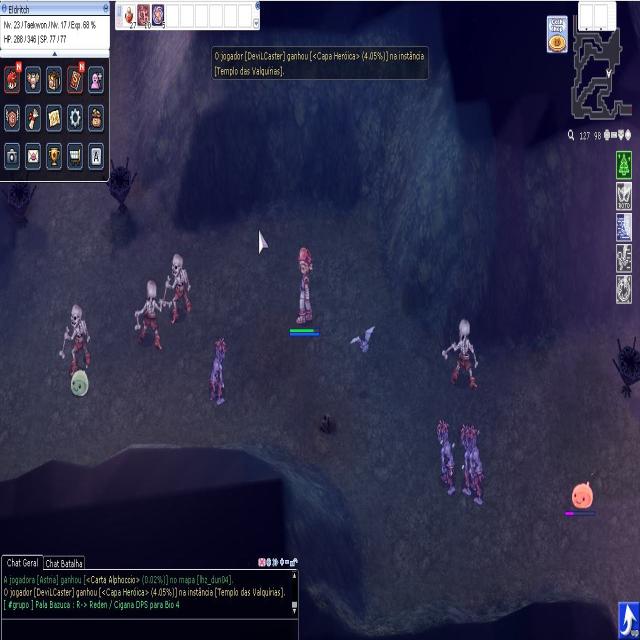 Eldritch
Nv. 23 / Taekwon / Nv. 17 / Exp. 68 %
HP. 288 / 346 | SP. 77 / 77
O jogador [DeviLCaster] ganhou [<Capa Heróica> (4.05%)] na instância
[Templo das Valquírias].
127 98
Chat Geral
Chat Batalha
A jogadora [Astria] ganhou [<Carta Alphoccio> (0.02%)] no mapa [lhz_dun04].
O jogador [DeviLCaster] ganhou [<Capa Heróica> (4.05%)] na instância [Templo das Valquírias].
[ #grupo ] Pala Bazuca : R-> Reden / Cigana DPS para Bio 4